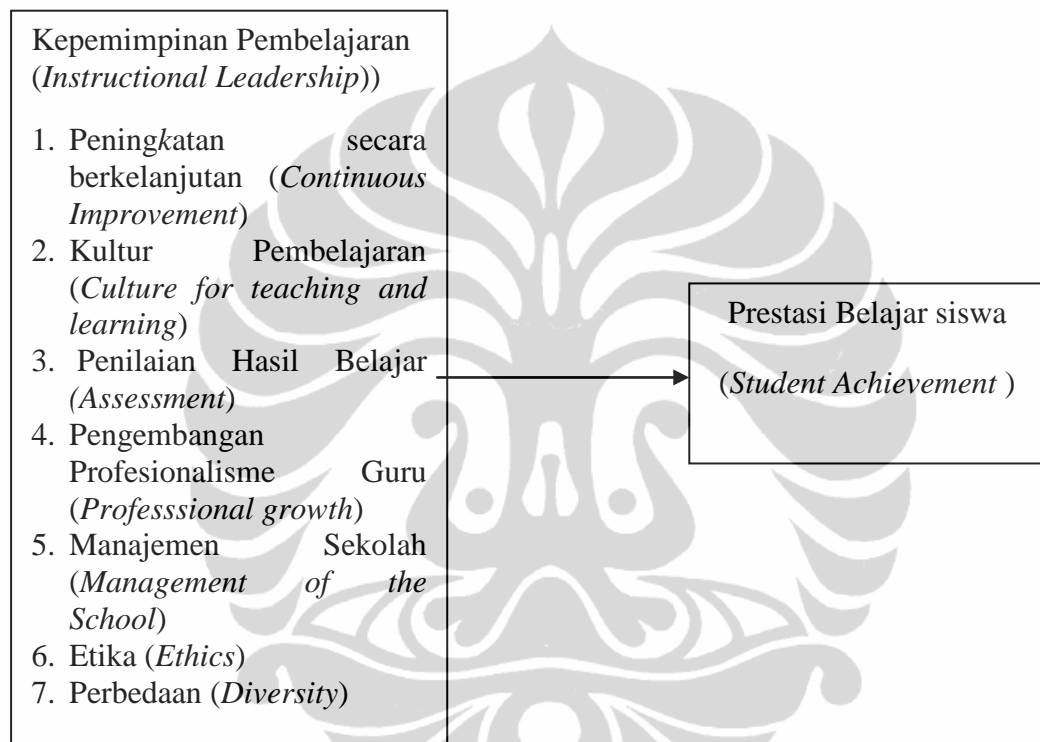 Kepemimpinan Pembelajaran
(Instructional Leadership))
1. Peningkatan secara
berkelanjutan (Continuous
Improvement)
2. Kultur Pembelajaran
(Culture for teaching and
learning)
3. Penilaian Hasil Belajar
(Assessment)
4. Pengembangan
Profesionalisme Guru
(Professsional growth)
5. Manajemen Sekolah
(Management of the
School)
6. Etika (Ethics)
7. Perbedaan (Diversity)
Prestasi Belajar siswa
(Student Achievement )